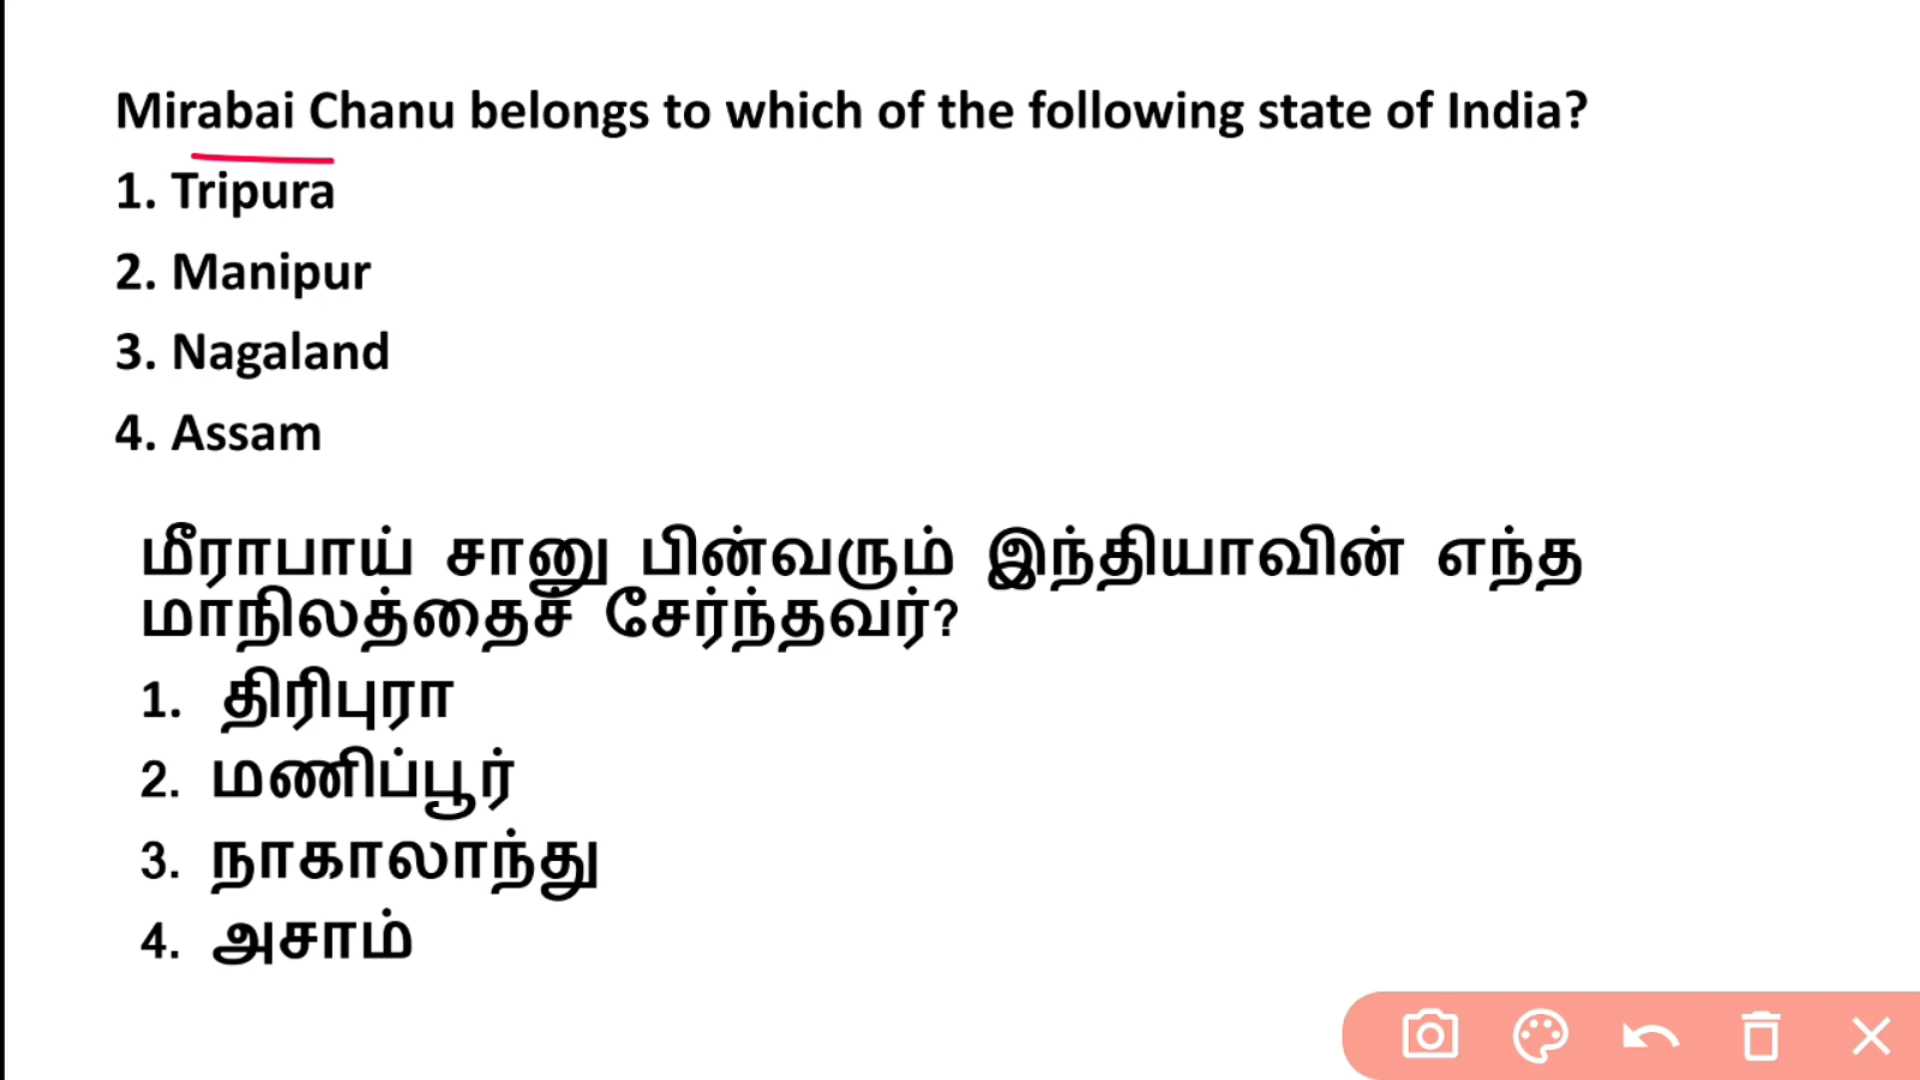 Mirabai Chanu belongs to which of the following state of India?
1. Tripura
2. Manipur
3. Nagaland
4. Assam
மீராபாய் சானு பின்வரும் இந்தியாவின் எந்த
மாநிலத்தைச் சேர்ந்தவர்?
1. திரிபுரா
2. மணிப்பூர்
3. நாகாலாந்து
4. அசாம்